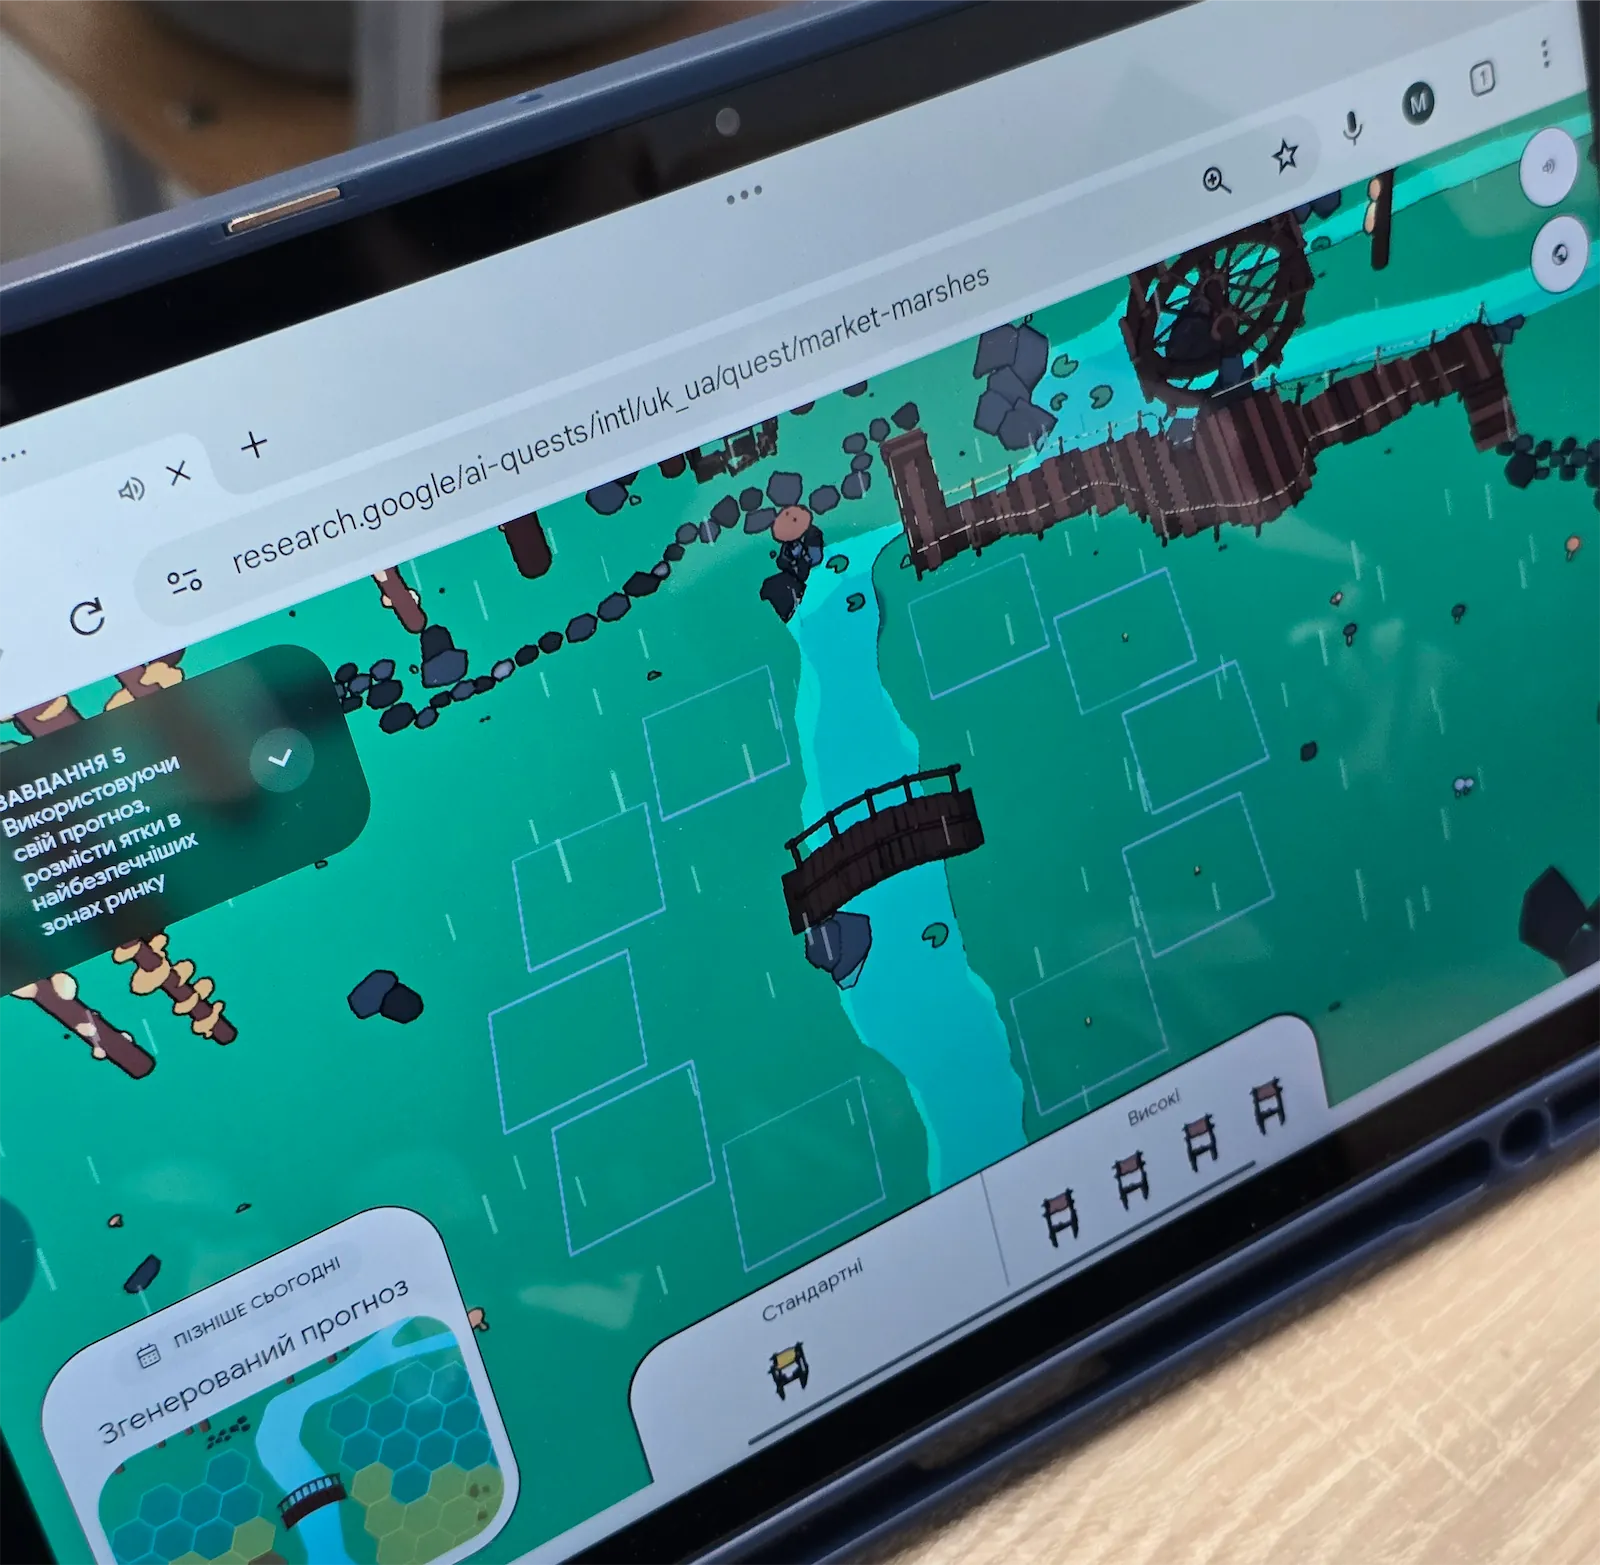 1
M
research.google/ai-quests/intl/uk_ua/quest/market-marshes
ЗАВДАННЯ 5
Використовуючи
свій прогноз,
розмісти ятки в
найбезпечніших
зонах ринку
ПІЗНІШЕ СЬОГОДНІ
Згенерований прогноз
Стандартні
Високі